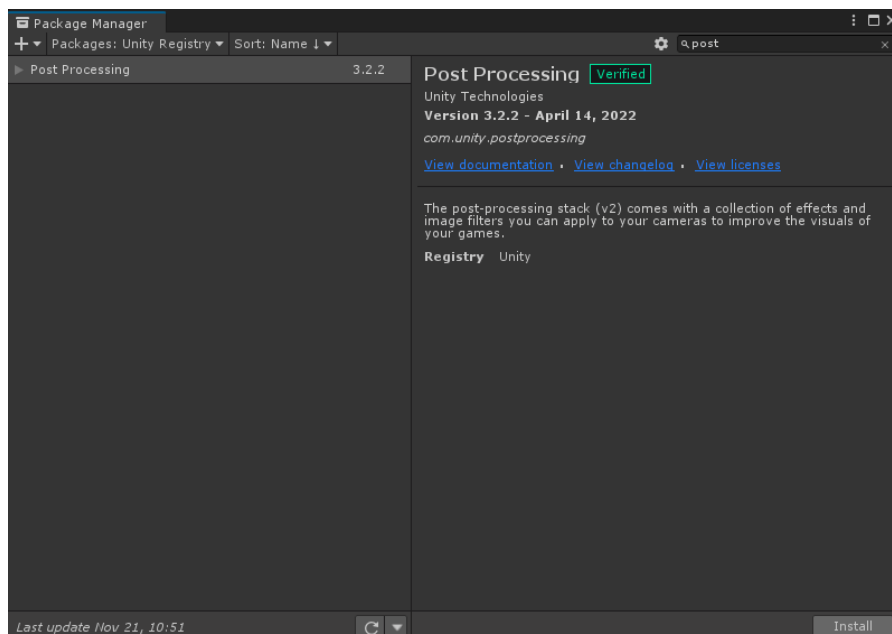 Package Manager
Packages: Unity Registry Sort: Name ↓ post
Post Processing 3.2.2
Post Processing Verified
Unity Technologies
Version 3.2.2 - April 14, 2022
com.unity.postprocessing
View documentation • View changelog • View licenses
The post-processing stack (v2) comes with a collection of effects and
image filters you can apply to your cameras to improve the visuals of
your games.
Registry Unity
Last update Nov 21, 10:51
Install